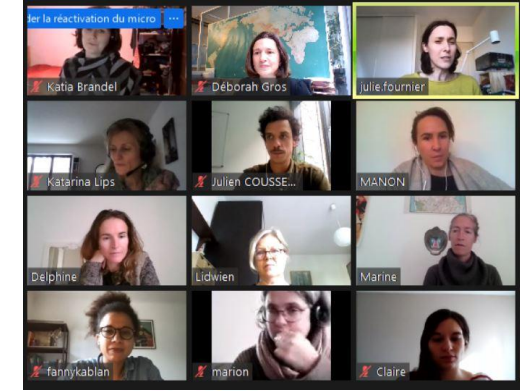 der la réactivation du micro ...
Katia Brandel
Déborah Gros
julie.fournier
Katarina Lips
Julien COUSSE...
MANON
Delphine
Lidwien
Marine
fannykablan
marion
Claire